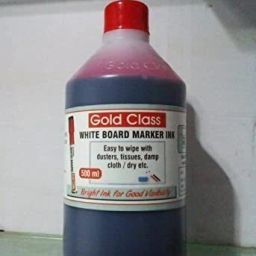 Gold Class
WHITE BOARD MARKER INK
Easy to wipe with
dusters, tissues, damp
cloth / dry etc.
500 ml
Bright Ink For Good Visibility